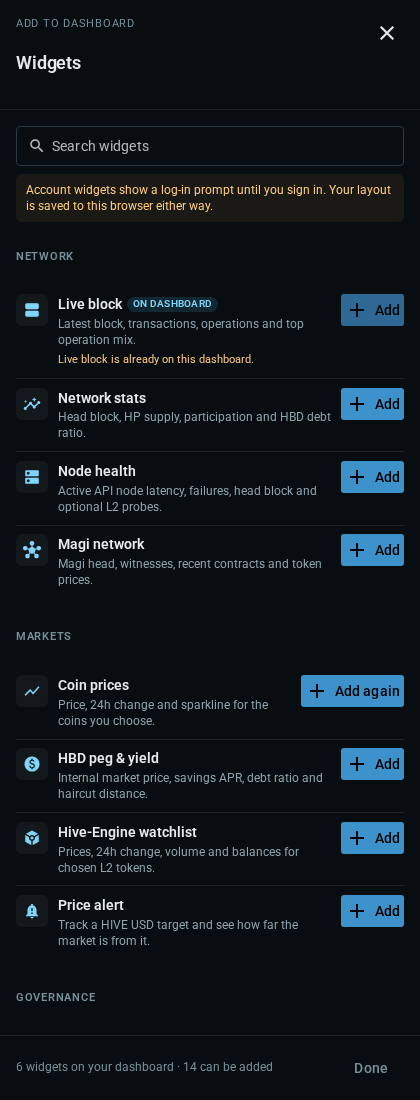 ADD TO DASHBOARD
Widgets
Search widgets
Account widgets show a log-in prompt until you sign in. Your layout
is saved to this browser either way.
NETWORK
Live block ON DASHBOARD
Add
Latest block, transactions, operations and top
operation mix.
Live block is already on this dashboard.
Network stats
Add
Head block, HP supply, participation and HBD debt
ratio.
Node health
Add
Active API node latency, failures, head block and
optional L2 probes.
Magi network
Add
Magi head, witnesses, recent contracts and token
prices.
MARKETS
Coin prices
Add again
Price, 24h change and sparkline for the
coins you choose.
HBD peg & yield
Add
Internal market price, savings APR, debt ratio and
haircut distance.
Hive-Engine watchlist
Add
Prices, 24h change, volume and balances for
chosen L2 tokens.
Price alert
Add
Track a HIVE USD target and see how far the
market is from it.
GOVERNANCE
6 widgets on your dashboard · 14 can be added
Done